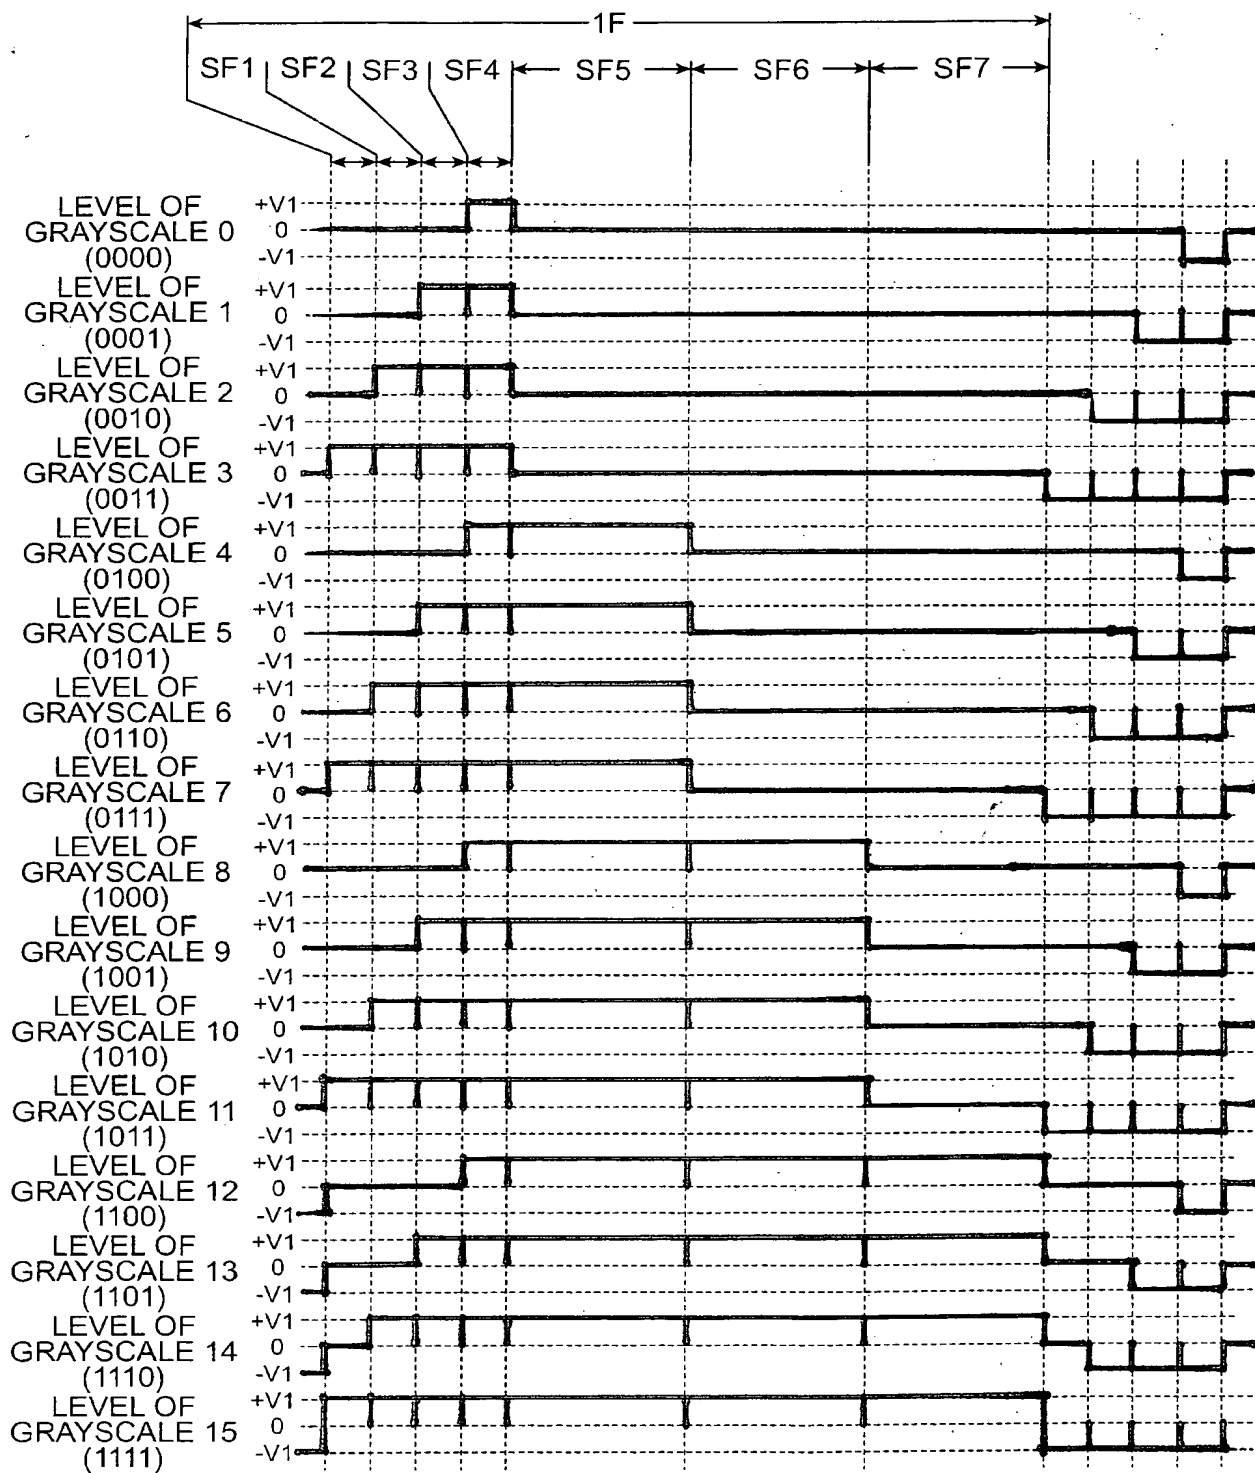 1F
SF1 SF2 SF3 SF4 SF5 SF6 SF7
LEVEL OF +V1
GRAYSCALE 0 0
(0000) -V1
LEVEL OF +V1
GRAYSCALE 1 0
(0001) -V1
LEVEL OF +V1
GRAYSCALE 2 0
(0010) -V1
LEVEL OF +V1
GRAYSCALE 3 0
(0011) -V1
LEVEL OF +V1
GRAYSCALE 4 0
(0100) -V1
LEVEL OF +V1
GRAYSCALE 5 0
(0101) -V1
LEVEL OF +V1
GRAYSCALE 6 0
(0110) -V1
LEVEL OF +V1
GRAYSCALE 7 0
(0111) -V1
LEVEL OF +V1
GRAYSCALE 8 0
(1000) -V1
LEVEL OF +V1
GRAYSCALE 9 0
(1001) -V1
LEVEL OF +V1
GRAYSCALE 10 0
(1010) -V1
LEVEL OF +V1
GRAYSCALE 11 0
(1011) -V1
LEVEL OF +V1
GRAYSCALE 12 0
(1100) -V1
LEVEL OF +V1
GRAYSCALE 13 0
(1101) -V1
LEVEL OF +V1
GRAYSCALE 14 0
(1110) -V1
LEVEL OF +V1
GRAYSCALE 15 0
(1111) -V1